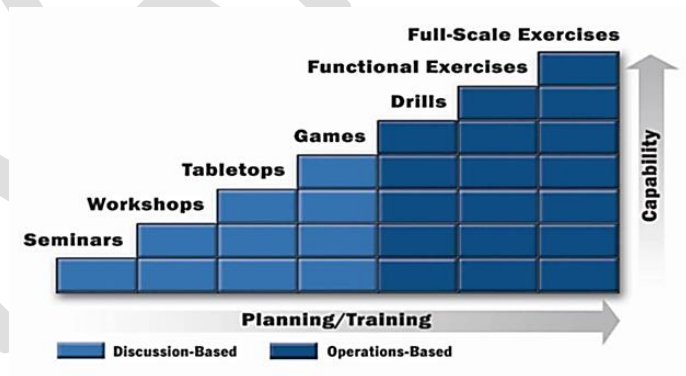 Full-Scale Exercises
Functional Exercises
Drills
Games
Tabletops
Workshops
Seminars
Capability
Planning/Training
Discussion-Based
Operations-Based